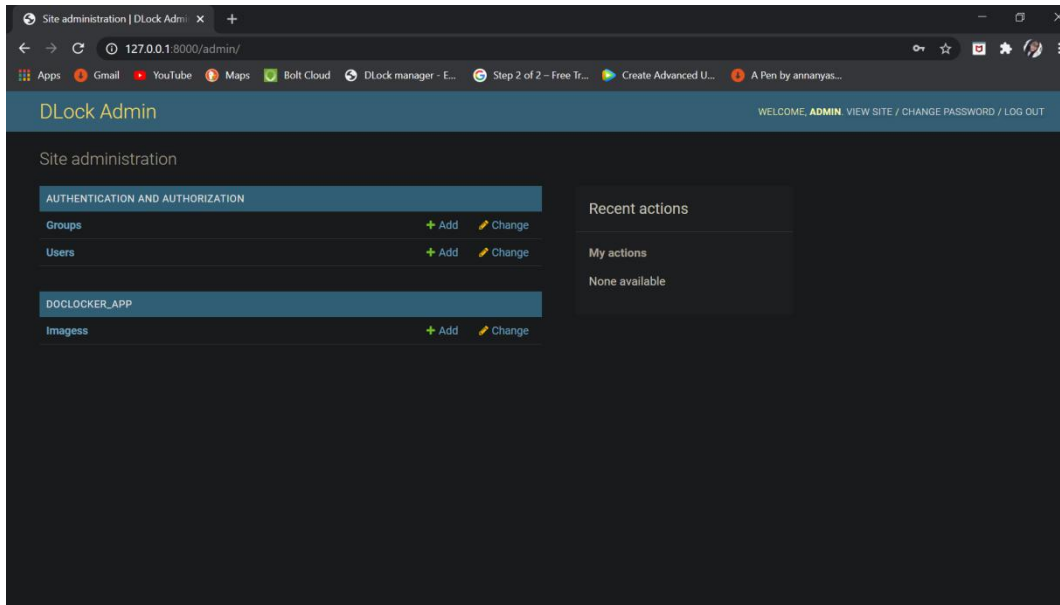 Site administration | DLock Admi
127.0.0.1:8000/admin/
Apps Gmail YouTube Maps Bolt Cloud DLock manager - E... Step 2 of 2 – Free Tr... Create Advanced U... A Pen by annanyas...
DLock Admin
WELCOME, ADMIN. VIEW SITE / CHANGE PASSWORD / LOG OUT
Site administration
AUTHENTICATION AND AUTHORIZATION
Groups + Add Change
Users + Add Change
DOCLOCKER_APP
Imagess + Add Change
Recent actions
My actions
None available